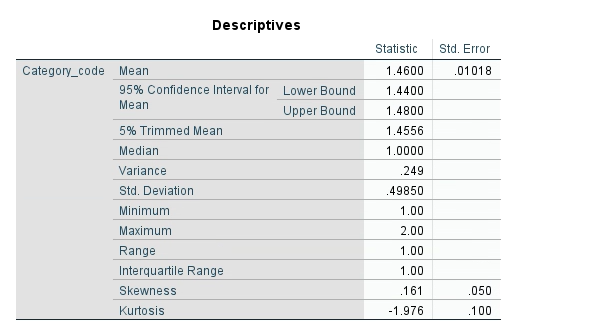 Descriptives
Statistic Std. Error
Category_code Mean 1.4600 .01018
95% Confidence Interval for Mean Lower Bound 1.4400
Upper Bound 1.4800
5% Trimmed Mean 1.4556
Median 1.0000
Variance .249
Std. Deviation .49850
Minimum 1.00
Maximum 2.00
Range 1.00
Interquartile Range 1.00
Skewness .161 .050
Kurtosis -1.976 .100